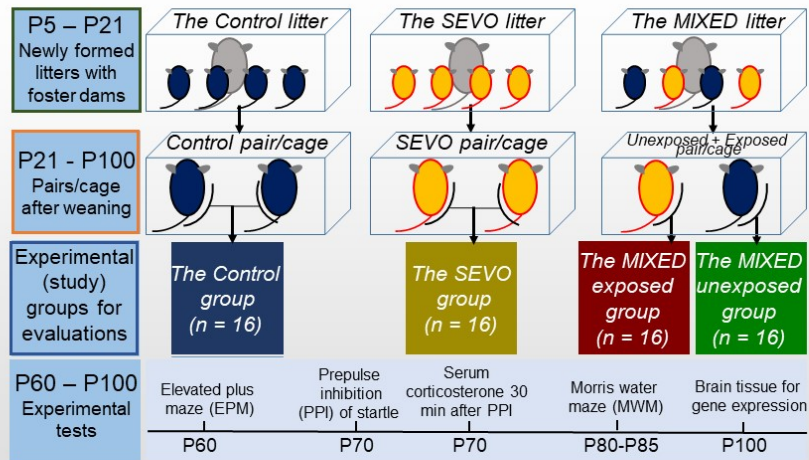 P5 – P21
Newly formed
litters with
foster dams
The Control litter
The SEVO litter
The MIXED litter
P21 - P100
Pairs/cage
after weaning
Control pair/cage
SEVO pair/cage
Unexposed + Exposed
pair/cage
Experimental
(study)
groups for
evaluations
The Control
group
(n = 16)
The SEVO
group
(n = 16)
The MIXED
exposed
group
(n = 16)
The MIXED
unexposed
group
(n = 16)
P60 – P100
Experimental
tests
Elevated plus
maze (EPM)
Prepulse
inhibition
(PPI) of startle
Serum
corticosterone 30
min after PPI
Morris water
maze (MWM)
Brain tissue for
gene expression
P60
P70
P70
P80-P85
P100